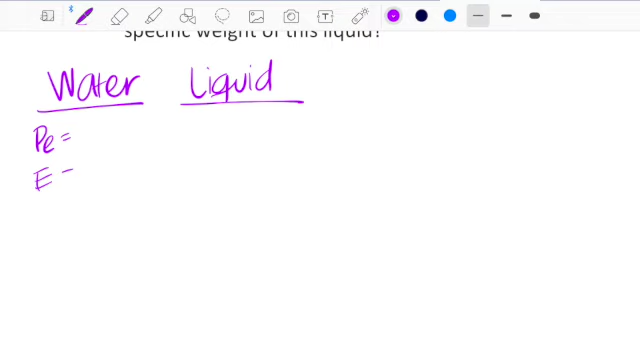 specific weight of this liquid?
Water Liquid
Pe =
E =